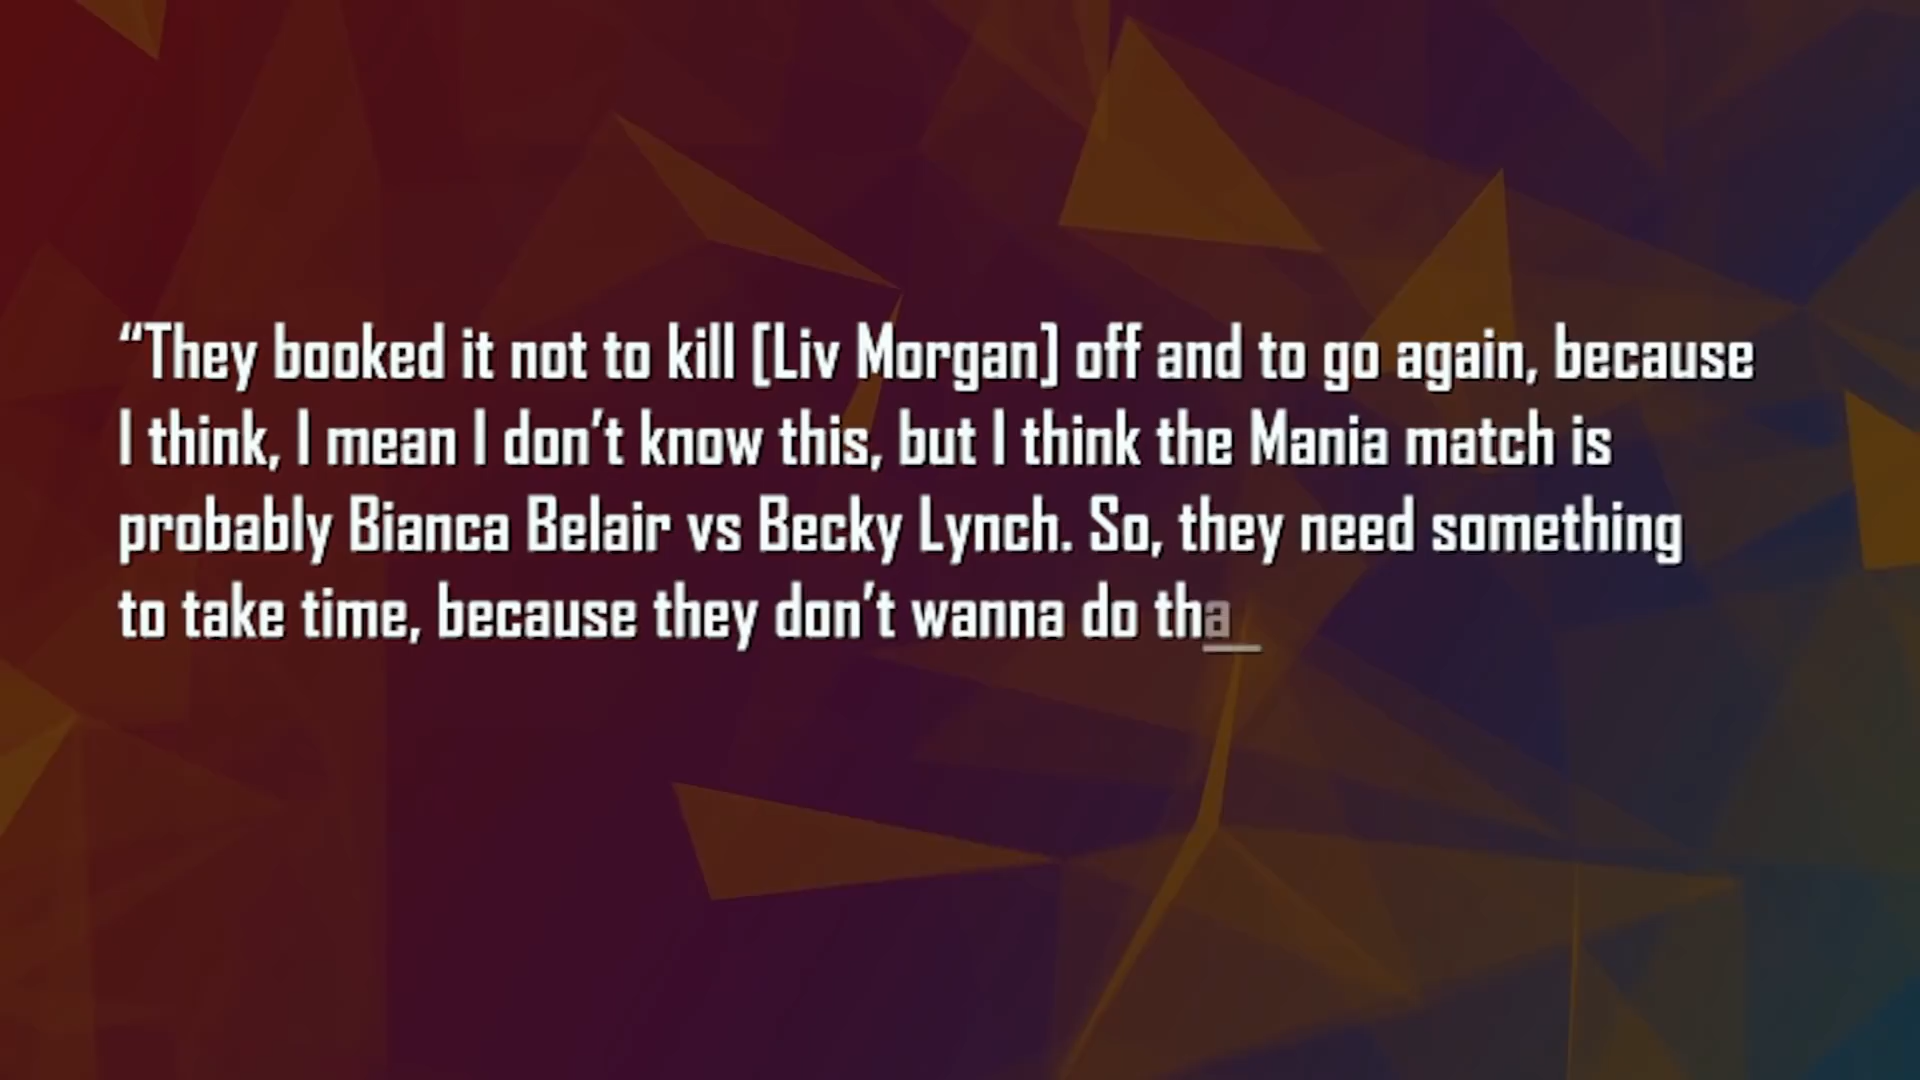 “They booked it not to kill [Liv Morgan] off and to go again, because
I think, I mean I don’t know this, but I think the Mania match is
probably Bianca Belair vs Becky Lynch. So, they need something
to take time, because they don’t wanna do tha_